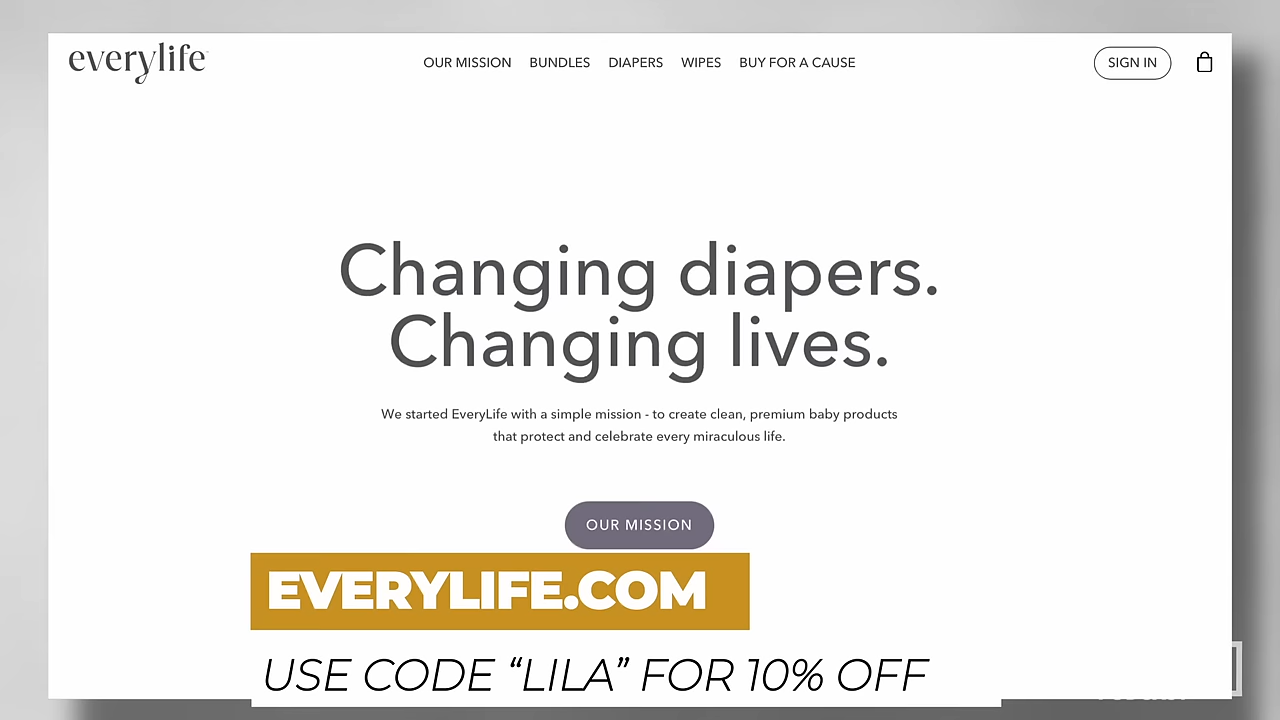 everylife
OUR MISSION BUNDLES DIAPERS WIPES BUY FOR A CAUSE
SIGN IN
Changing diapers.
Changing lives.
We started EveryLife with a simple mission - to create clean, premium baby products
that protect and celebrate every miraculous life.
OUR MISSION
EVERYLIFE.COM
USE CODE “LILA” FOR 10% OFF